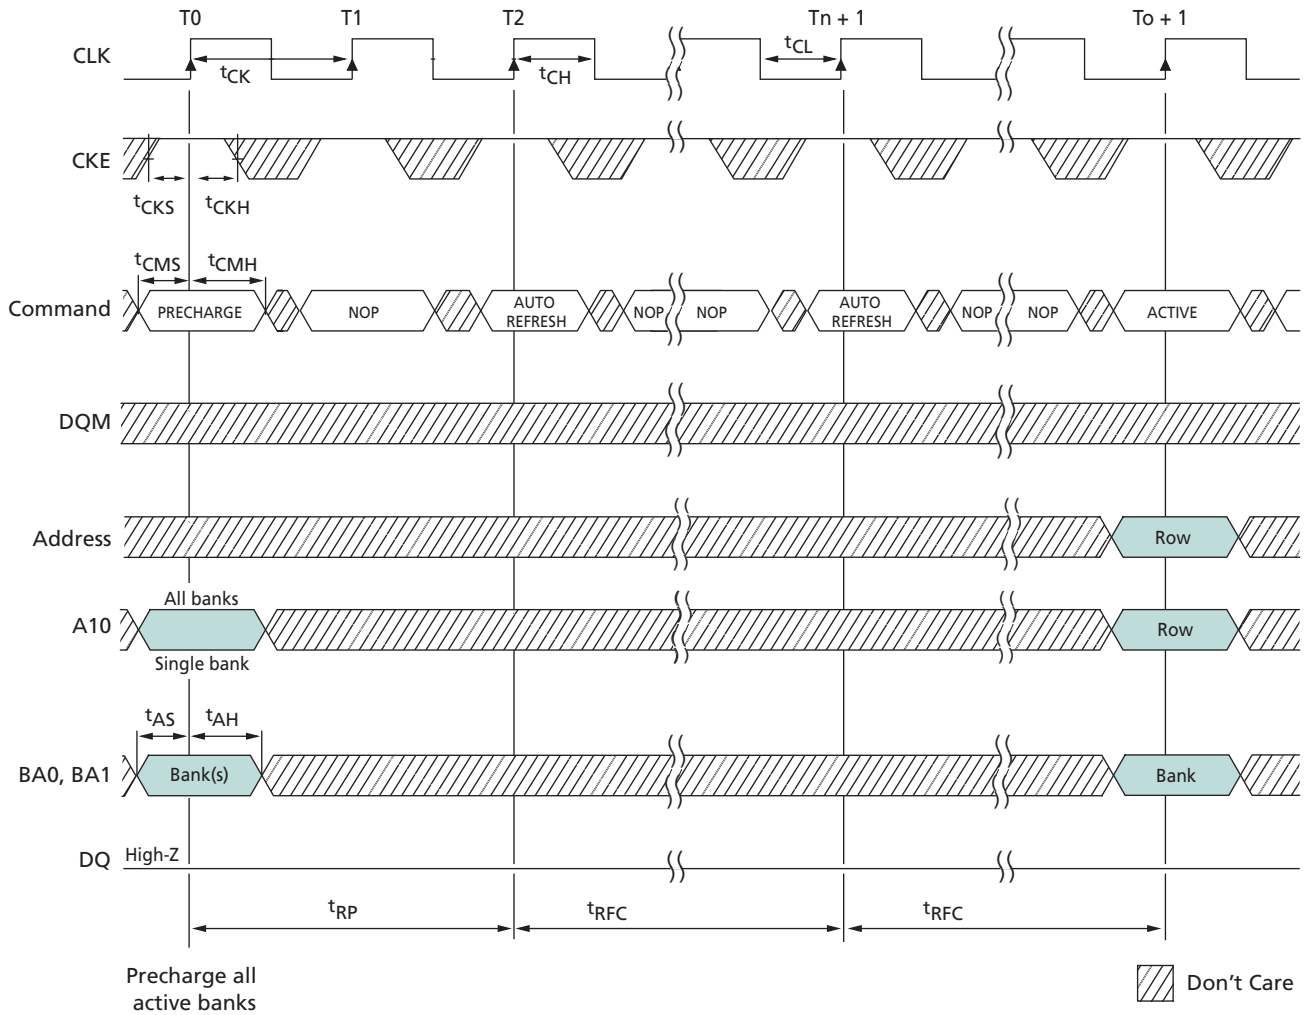 T0 T1 T2 Tn + 1 To + 1
CLK
tCK tCH tCL
CKE
tCKS tCKH
tCMS tCMH
Command PRECHARGE NOP AUTO REFRESH NOP NOP AUTO REFRESH NOP NOP ACTIVE
DQM
Address Row
All banks
A10 Row
Single bank
tAS tAH
BA0, BA1 Bank(s) Bank
DQ High-Z
tRP tRFC tRFC
Precharge all
active banks
Don't Care